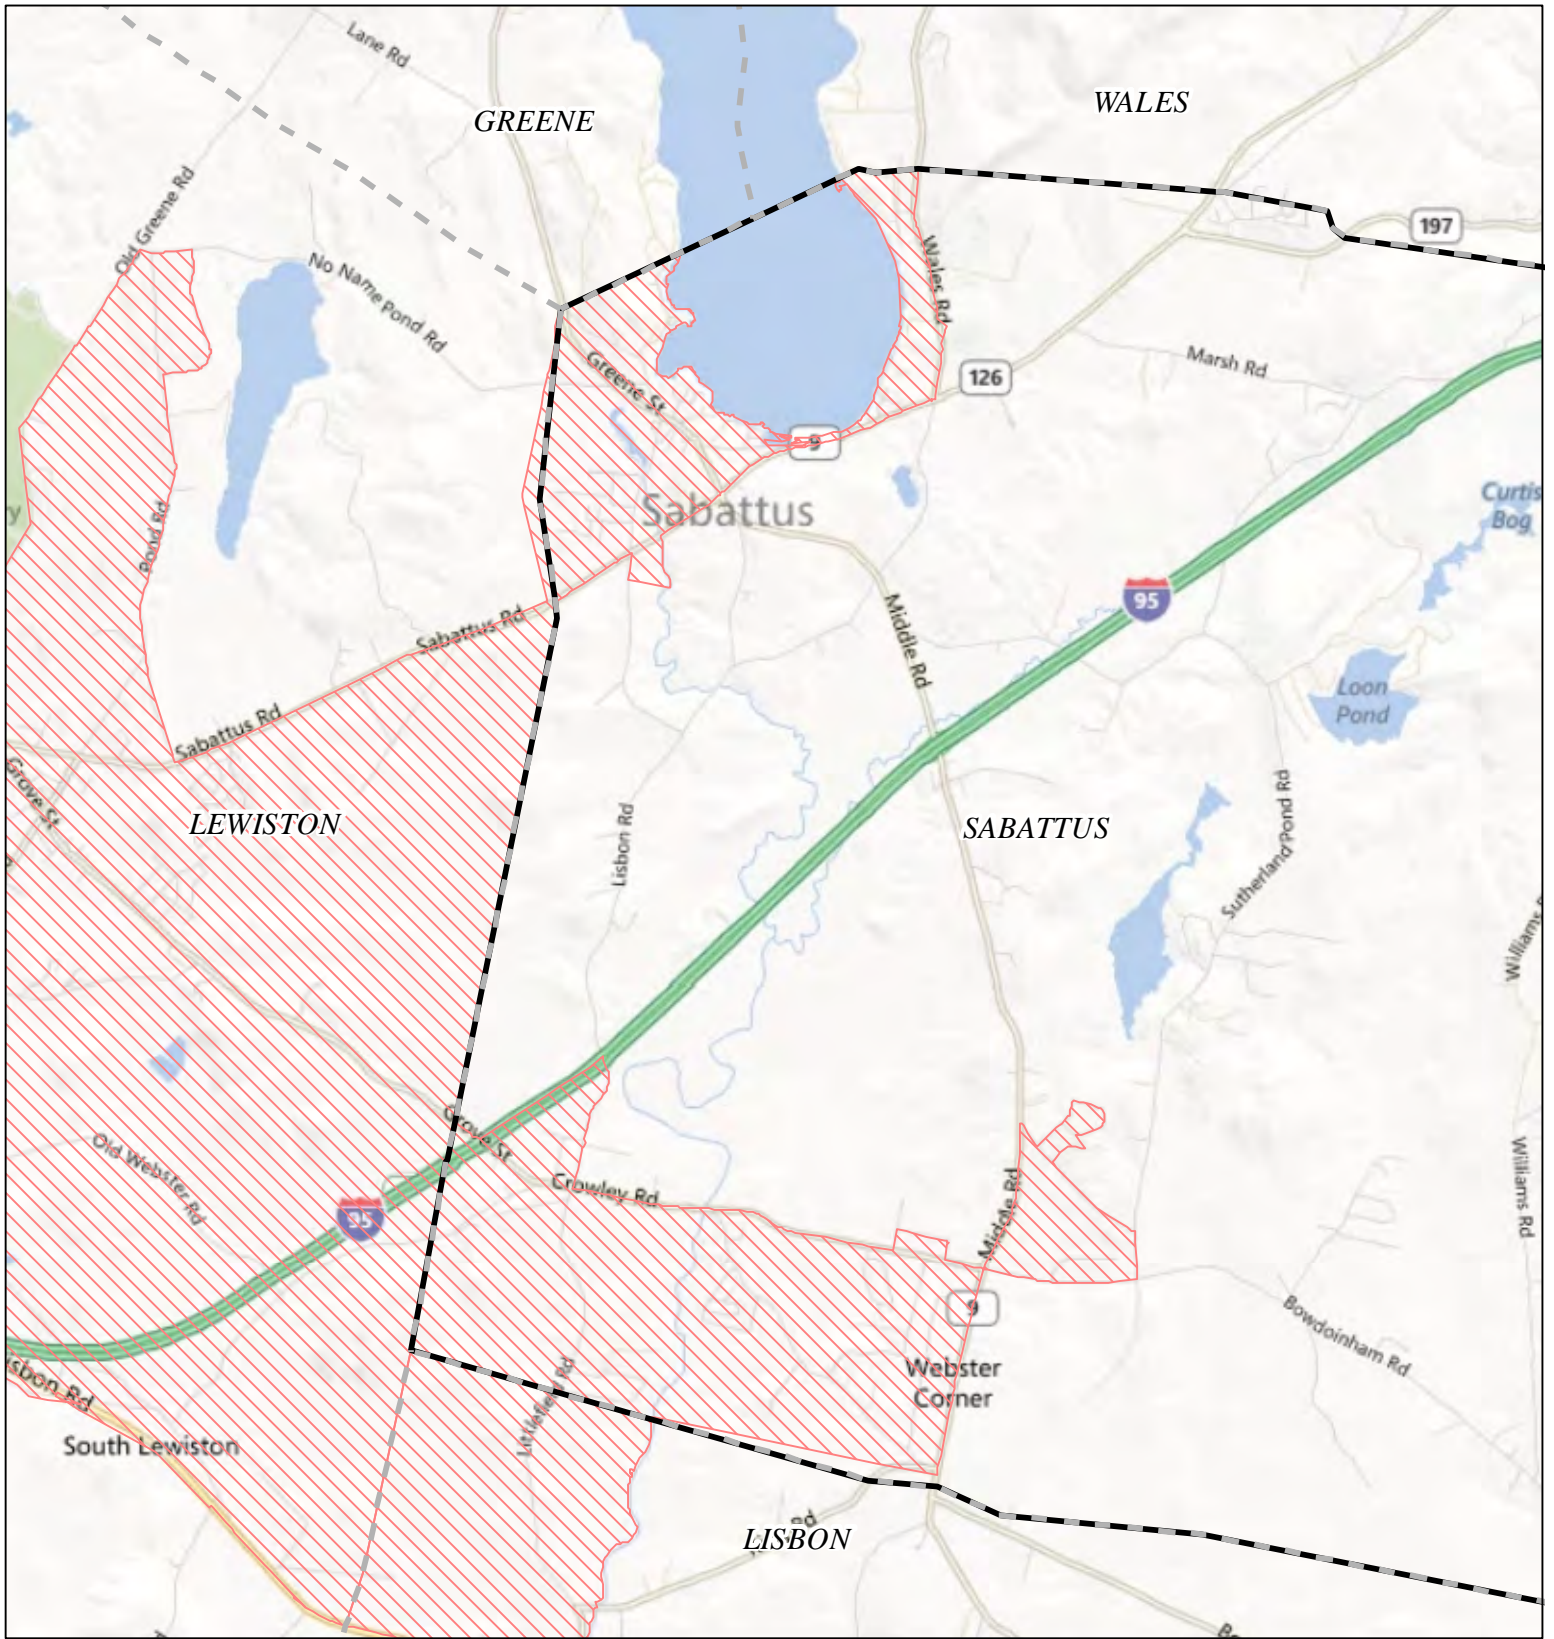 Lane Rd
GREENE
WALES
Old Greene Rd
197
No Name Pond Rd
Wales Rd
Greene St
126
Marsh Rd
9
Sabattus
Curtis
Bog
y
Pond Rd
95
Middle Rd
Sabattus Rd
Loon
Pond
Sabattus Rd
Grove St
LEWISTON
Lisbon Rd
SABATTUS
Sutherland Pond Rd
Williams
Grove St
Old Webster Rd
Crowley Rd
Middle Rd
Williams Rd
95
9
Bowdoinham Rd
isbon Rd
Webster
Corner
Littlefield Rd
South Lewiston
LISBON